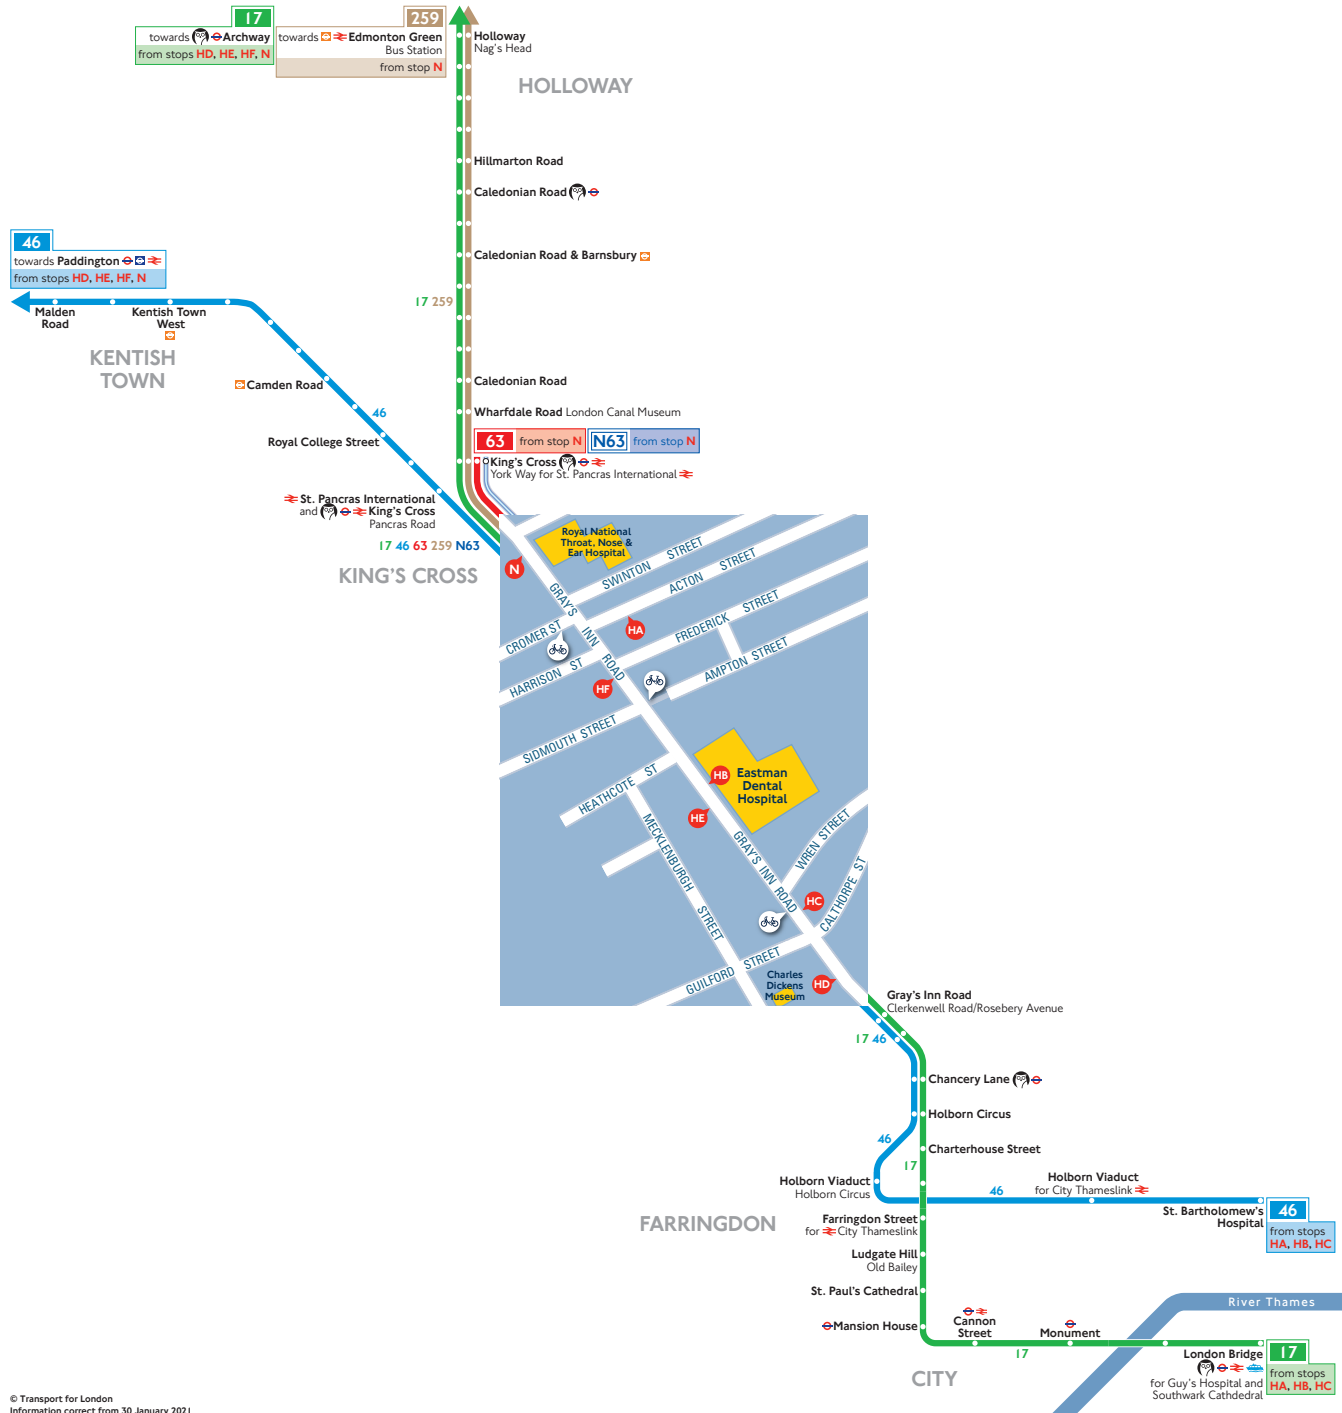 17
towards Archway
from stops HD, HE, HF, N
259
towards Edmonton Green
Bus Station
from stop N
Holloway
Nag's Head
HOLLOWAY
Hillmarton Road
Caledonian Road
Caledonian Road & Barnsbury
17 259
Caledonian Road
Wharfdale Road London Canal Museum
63 from stop N
N63 from stop N
King's Cross
York Way for St. Pancras International
46
towards Paddington
from stops HD, HE, HF, N
Malden
Road
Kentish Town
West
KENTISH
TOWN
Camden Road
46
Royal College Street
St. Pancras International
and King's Cross
Pancras Road
17 46 63 259 N63
KING'S CROSS
Royal National
Throat, Nose &
Ear Hospital
N
SWINTON STREET
ACTON STREET
GRAY'S INN ROAD
CROMER ST
HA
FREDERICK STREET
HARRISON ST
AMPTON STREET
HF
SIDMOUTH STREET
HEATHCOTE ST
HB
Eastman
Dental
Hospital
HE
MECKLENBURGH STREET
GRAY'S INN ROAD
WREN STREET
CALTHORPE ST
HC
GUILFORD STREET
Charles
Dickens
Museum
HD
Gray's Inn Road
Clerkenwell Road/Rosebery Avenue
17 46
Chancery Lane
Holborn Circus
46
Charterhouse Street
17
Holborn Viaduct
Holborn Circus
46
Holborn Viaduct
for City Thameslink
St. Bartholomew's
Hospital
46
from stops
HA, HB, HC
FARRINGDON
Farringdon Street
for City Thameslink
Ludgate Hill
Old Bailey
St. Paul's Cathedral
Mansion House
Cannon
Street
Monument
17
River Thames
London Bridge
for Guy's Hospital and
Southwark Cathdedral
17
from stops
HA, HB, HC
CITY
© Transport for London
Information correct from 30 January 2021